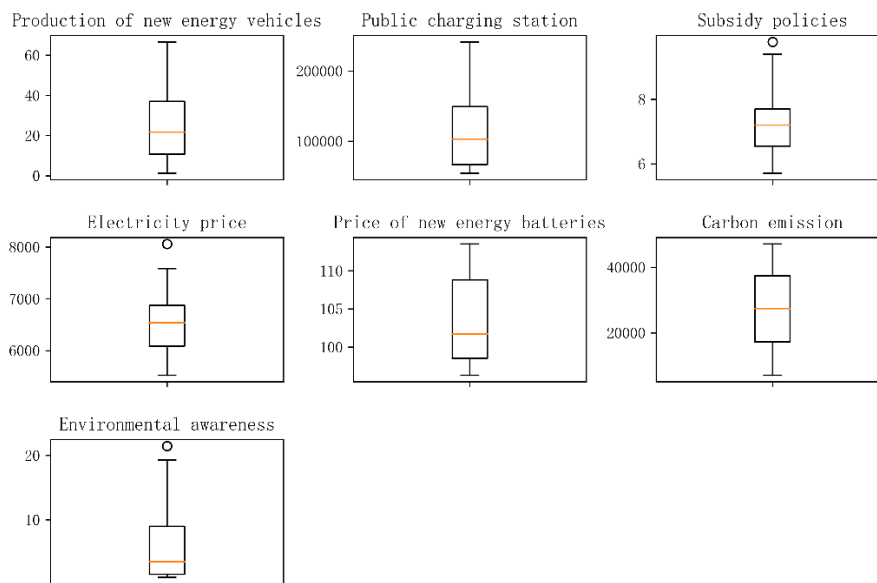 Production of new energy vehicles
Public charging station
Subsidy policies
60
40
20
0
200000
100000
8
6
Electricity price
Price of new energy batteries
Carbon emission
8000
7000
6000
110
105
100
40000
20000
Environmental awareness
20
10